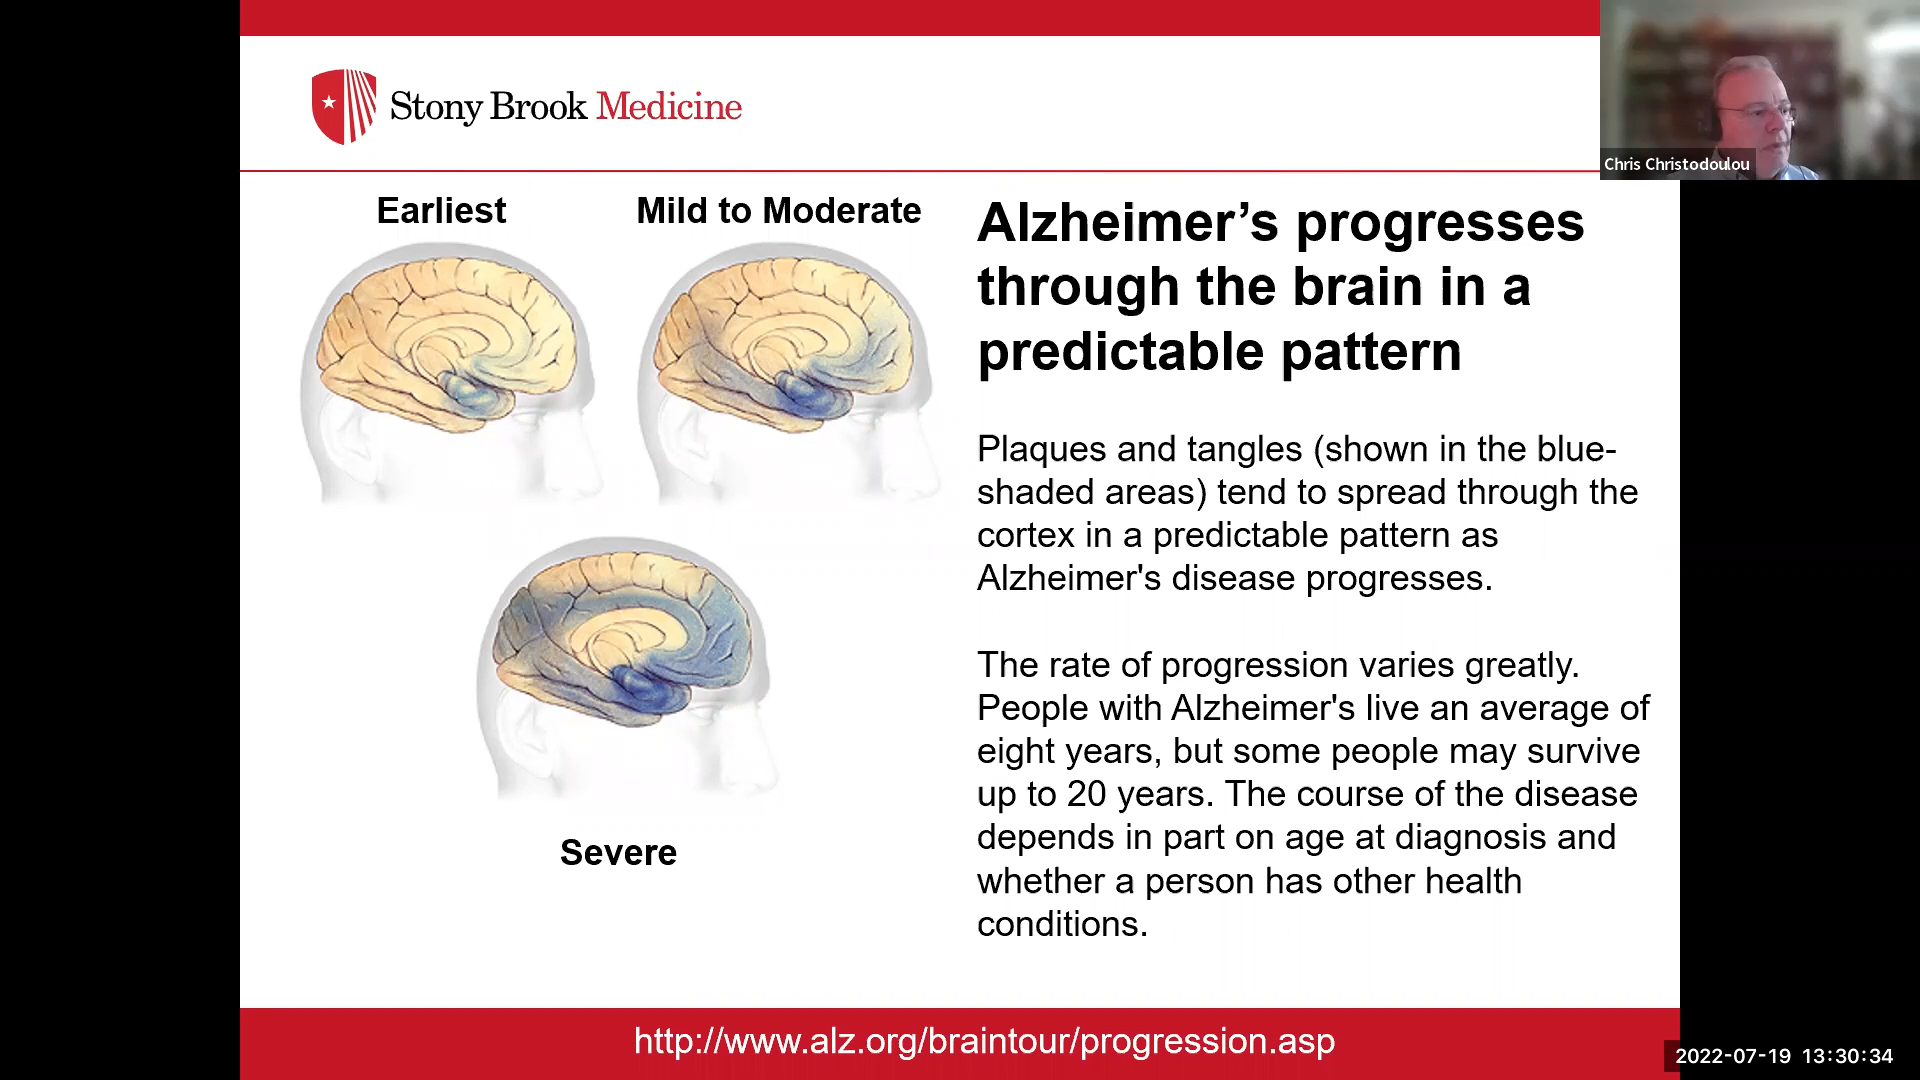 Stony Brook Medicine
Chris Christodoulou
Earliest
Mild to Moderate
Severe
Alzheimer’s progresses
through the brain in a
predictable pattern
Plaques and tangles (shown in the blue-
shaded areas) tend to spread through the
cortex in a predictable pattern as
Alzheimer's disease progresses.
The rate of progression varies greatly.
People with Alzheimer's live an average of
eight years, but some people may survive
up to 20 years. The course of the disease
depends in part on age at diagnosis and
whether a person has other health
conditions.
http://www.alz.org/braintour/progression.asp
2022-07-19 13:30:34